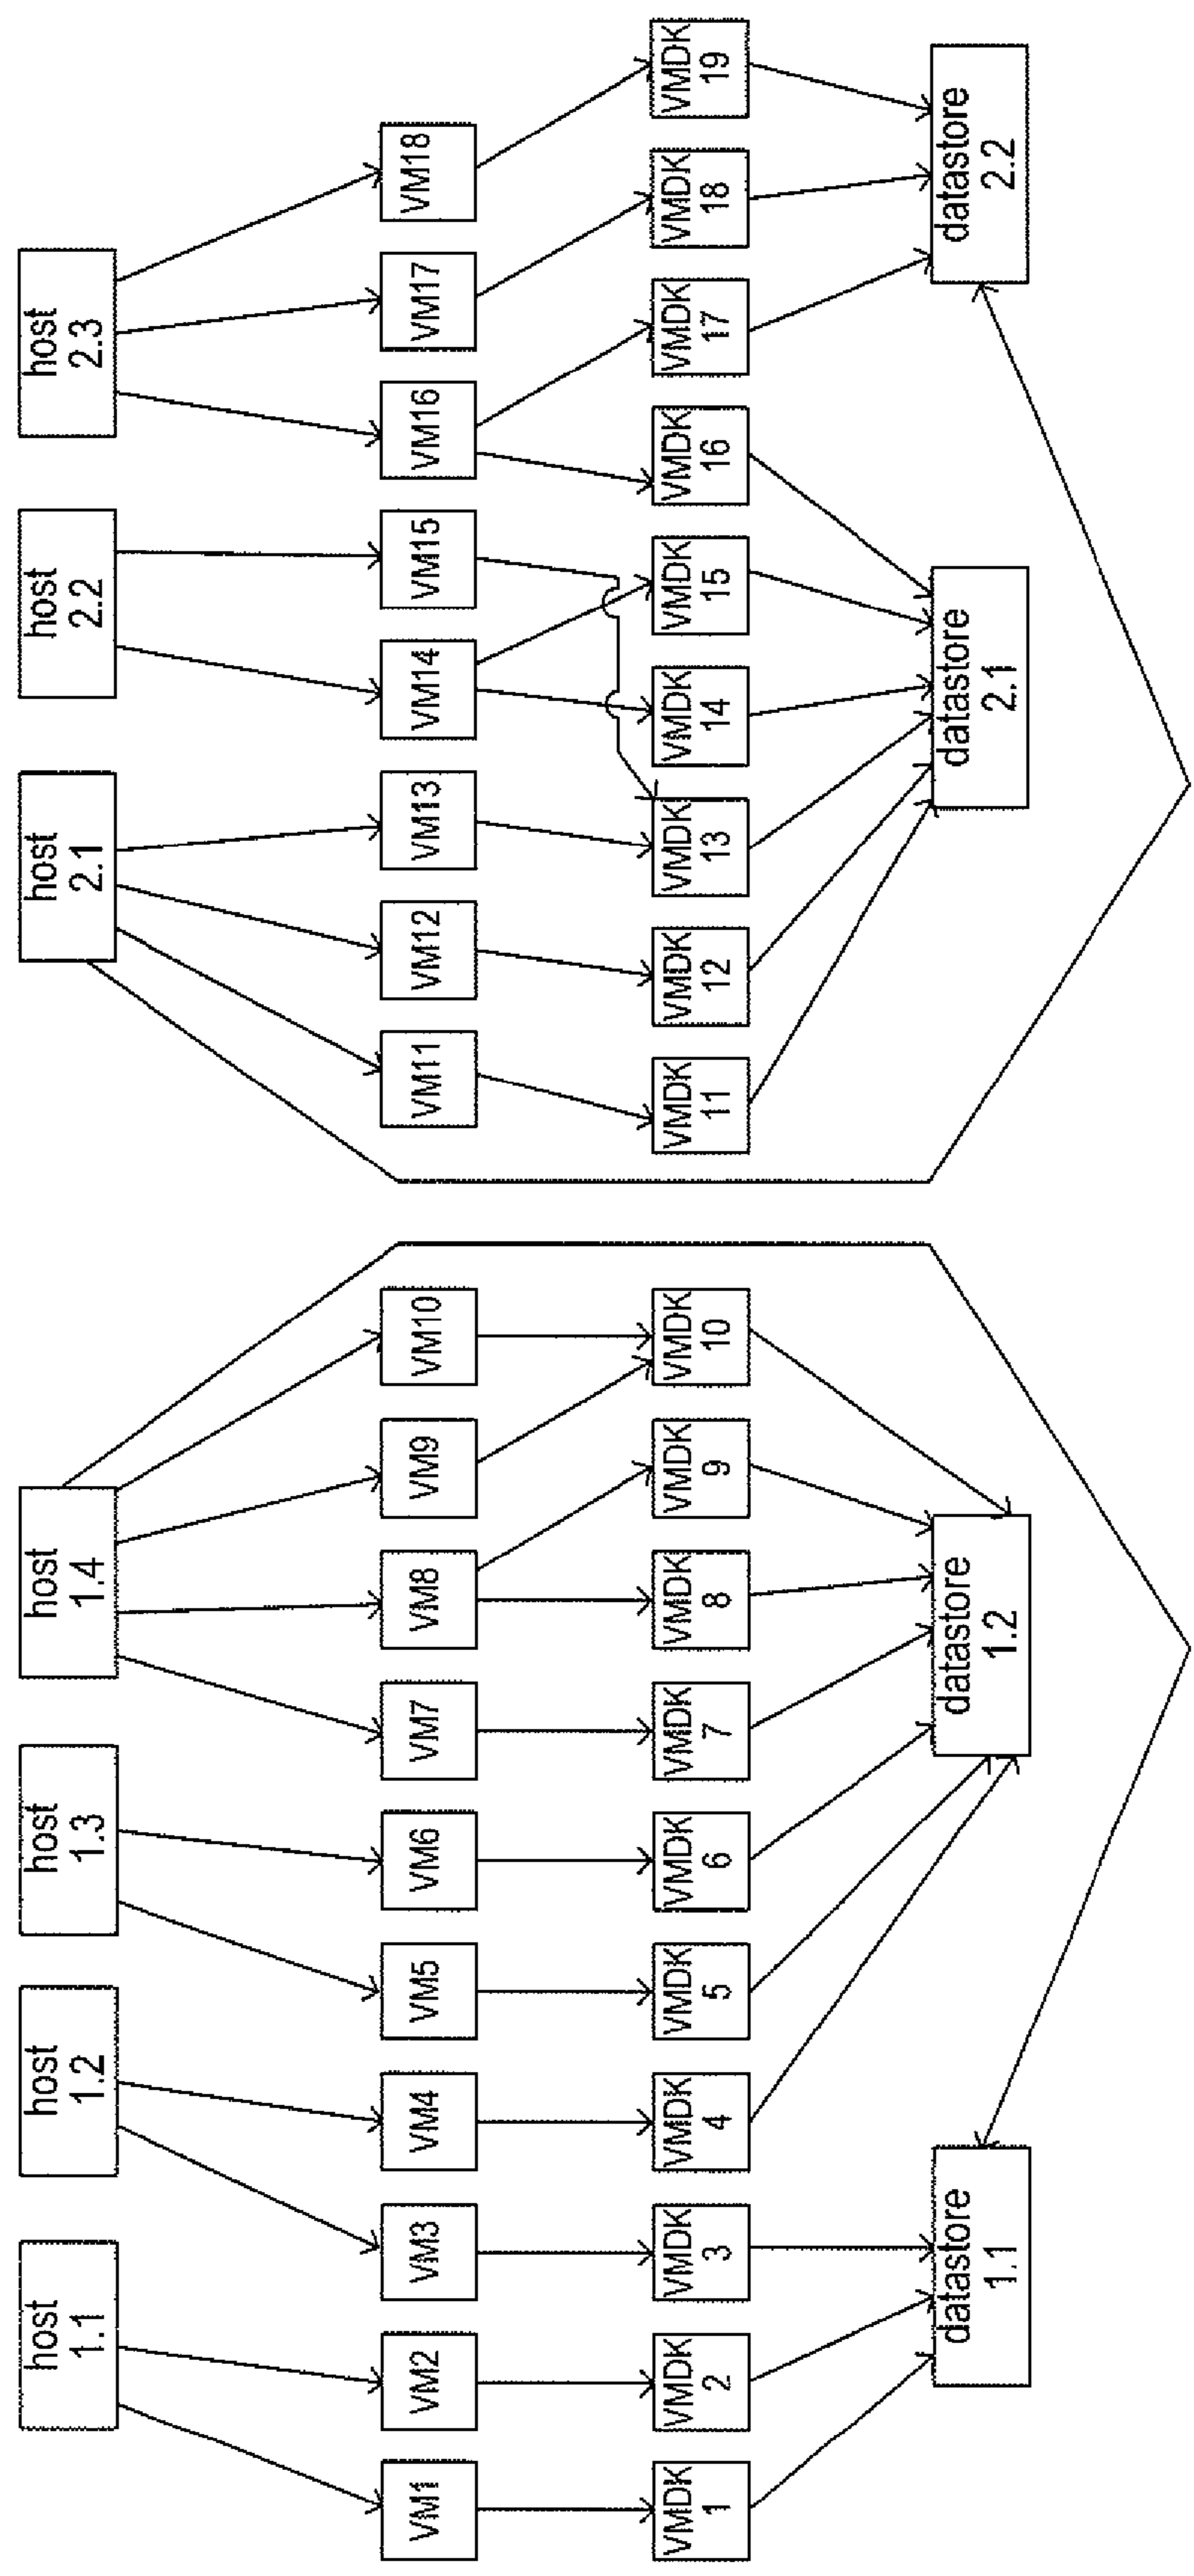 host
1.1
host
1.2
host
1.3
host
1.4
host
2.1
host
2.2
host
2.3
VM1
VM2
VM3
VM4
VM5
VM6
VM7
VM8
VM9
VM10
VM11
VM12
VM13
VM14
VM15
VM16
VM17
VM18
VMDK
1
VMDK
2
VMDK
3
VMDK
4
VMDK
5
VMDK
6
VMDK
7
VMDK
8
VMDK
9
VMDK
10
VMDK
11
VMDK
12
VMDK
13
VMDK
14
VMDK
15
VMDK
16
VMDK
17
VMDK
18
VMDK
19
datastore
1.1
datastore
1.2
datastore
2.1
datastore
2.2